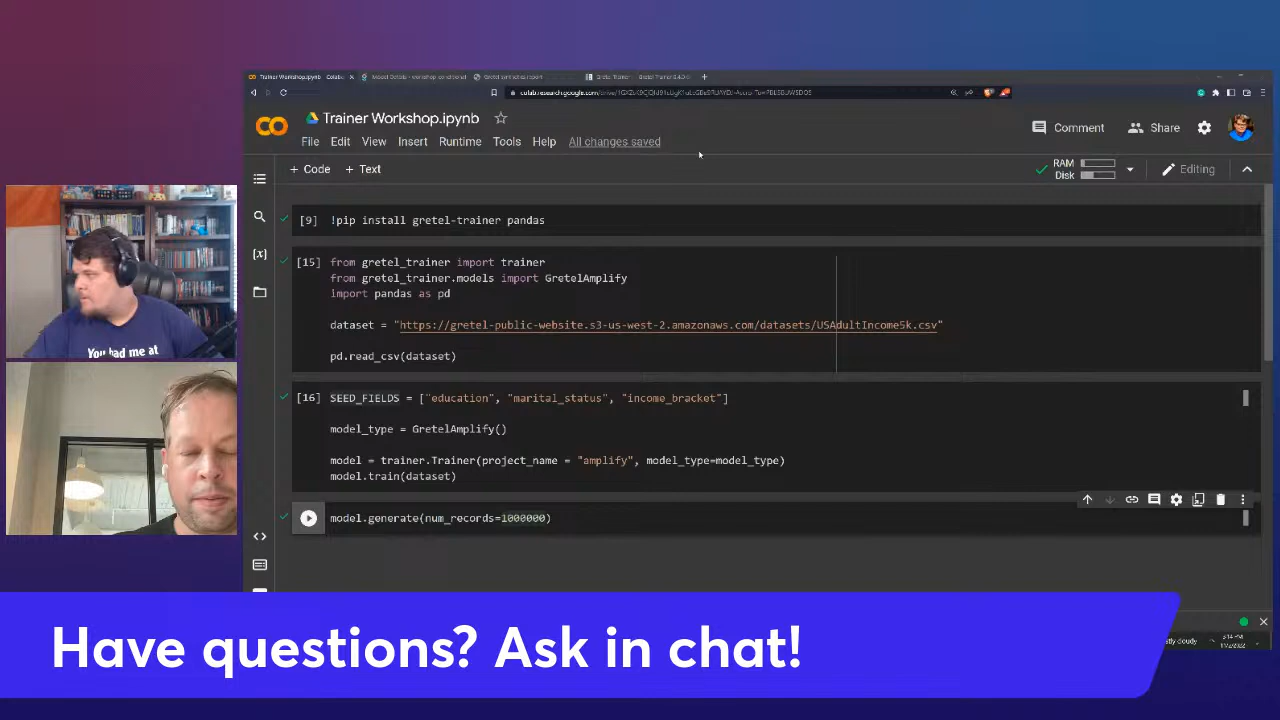 Trainer Workshop.ipynb
Trainer Workshop.ipynb
File Edit View Insert Runtime Tools Help All changes saved
Comment Share
+ Code + Text
RAM
Disk
Editing
[9] !pip install gretel-trainer pandas
[15] from gretel_trainer import trainer
from gretel_trainer.models import GretelAmplify
import pandas as pd
dataset = "https://gretel-public-website.s3-us-west-2.amazonaws.com/datasets/USAdultIncome5k.csv"
pd.read_csv(dataset)
[16] SEED_FIELDS = ["education", "marital_status", "income_bracket"]
model_type = GretelAmplify()
model = trainer.Trainer(project_name = "amplify", model_type=model_type)
model.train(dataset)
model.generate(num_records=1000000)
You had me at
Have questions? Ask in chat!